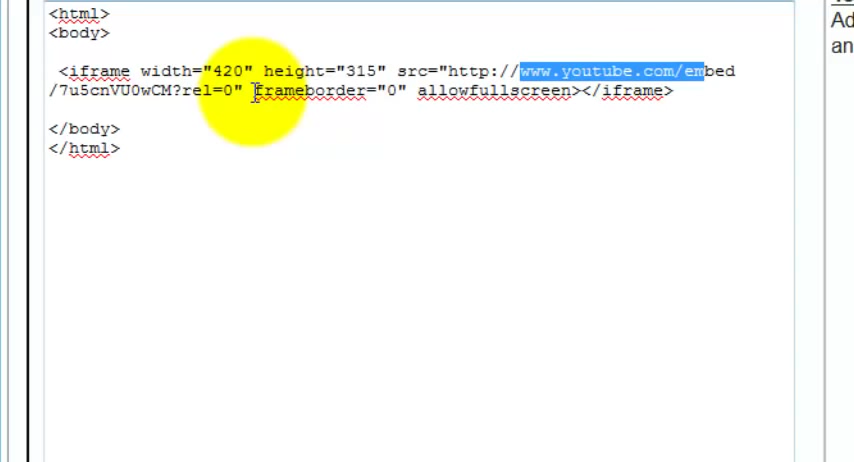 <html>
<body>
<iframe width="420" height="315" src="http://www.youtube.com/embed
/7u5cnVU0wCM?rel=0" frameborder="0" allowfullscreen></iframe>
</body>
</html>
Ad
an